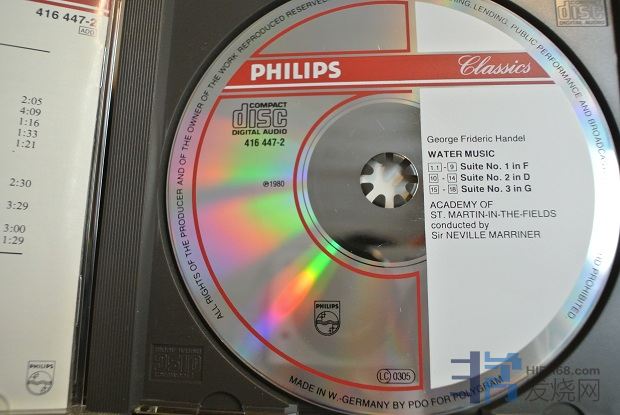 416 447-2
ADD
2:05
4:09
1:16
1:33
1:21
2:30
3:29
3:00
1:29
PHILIPS
Classics
COMPACT
disc
DIGITAL AUDIO
416 447-2
℗1980
George Frideric Handel
WATER MUSIC
1 - 9 Suite No. 1 in F
10 - 14 Suite No. 2 in D
15 - 18 Suite No. 3 in G
ACADEMY OF
ST. MARTIN-IN-THE-FIELDS
conducted by
Sir NEVILLE MARRINER
PHILIPS
LC 0305
ALL RIGHTS OF THE PRODUCER AND OF THE OWNER OF THE WORK REPRODUCED RESERVED
LENDING, PUBLIC PERFORMANCE AND BROADCA
PROHIBITED
MADE IN W.-GERMANY BY PDO FOR POLYGRAM
disc
HIFI168.com
发烧网